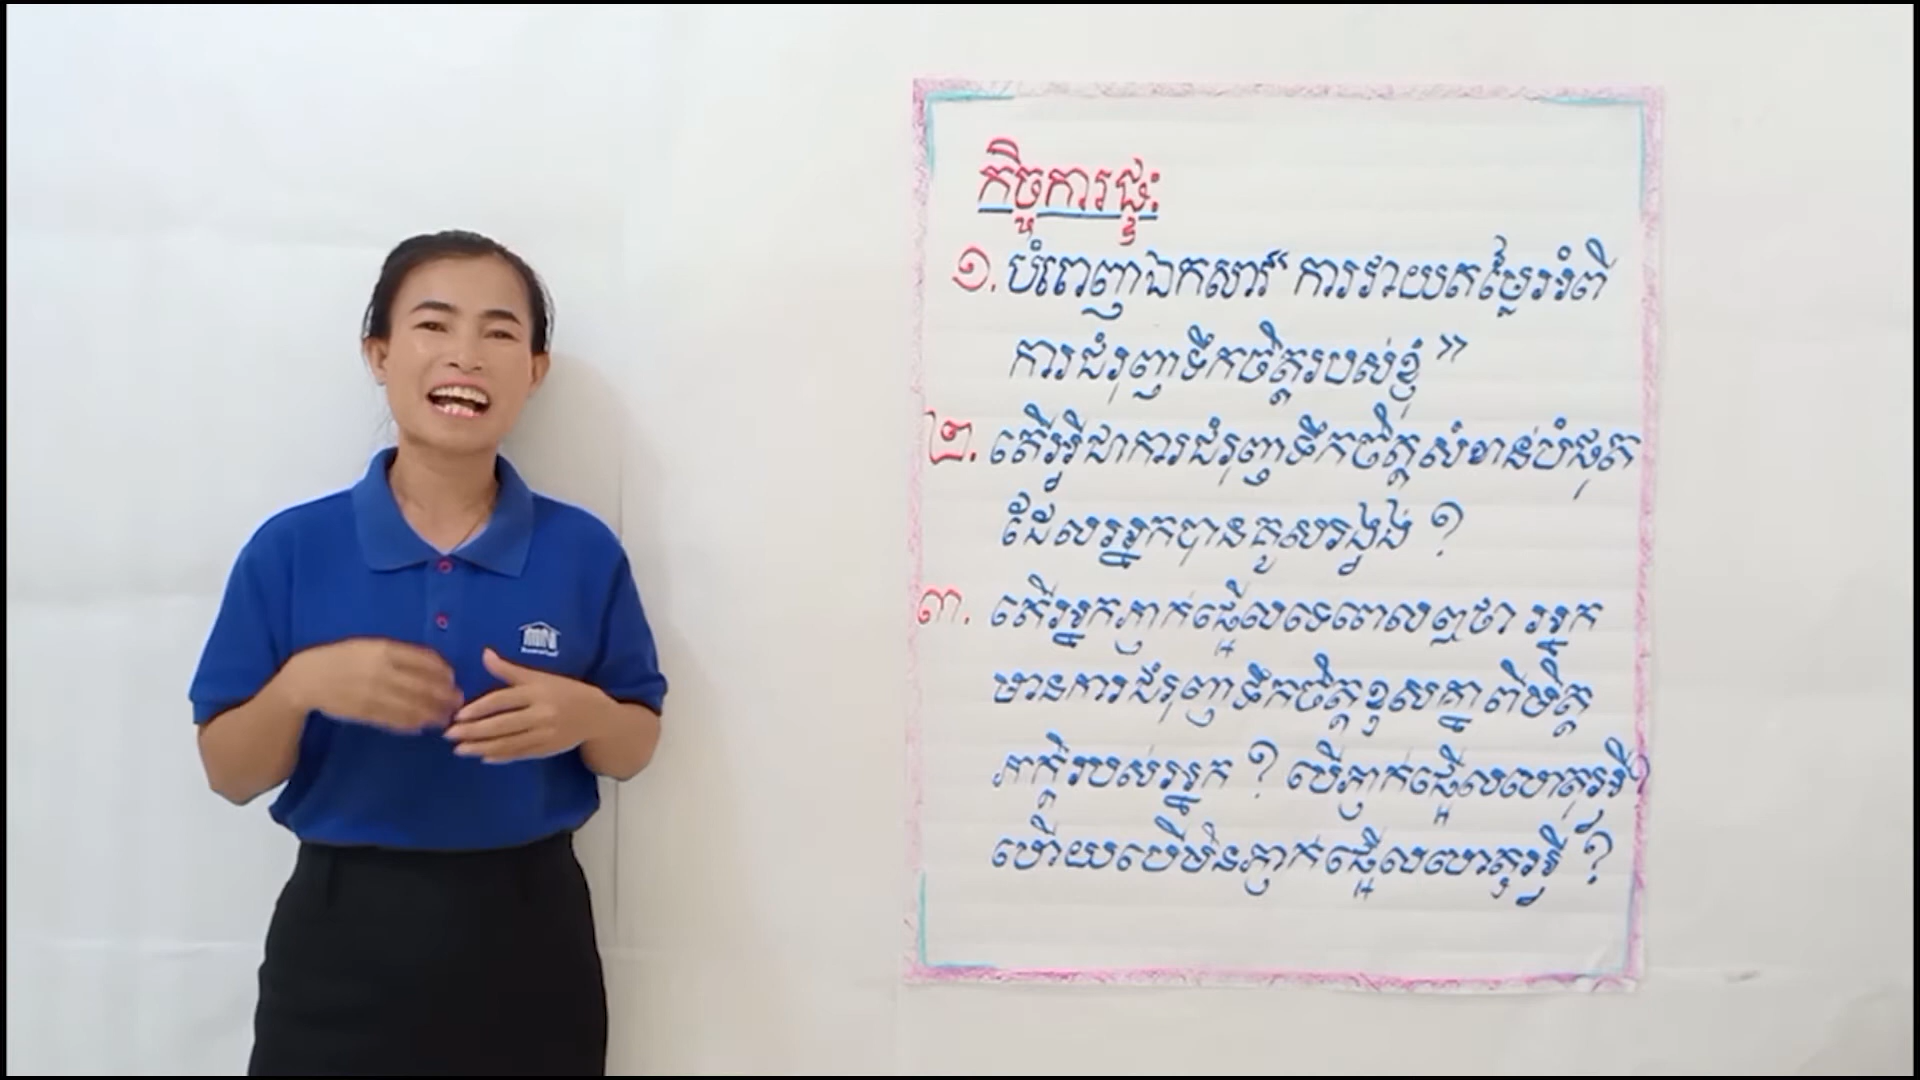 កិច្ចការផ្ទះ
១. បំពេញឯកសារ“ ការវាយតម្លៃអំពី
ការជំរុញទឹកចិត្តរបស់ខ្ញុំ ”
២. តើអ្វីជាការជំរុញទឹកចិត្តសំខាន់បំផុត
ដែលអ្នកបានគូសរង្វង់ ?
៣. តើអ្នកភ្ញាក់ផ្អើលទេពេលឮថា អ្នក
មានការជំរុញទឹកចិត្តខុសគ្នាពីមិត្ត
ភក្តិរបស់អ្នក ? បើភ្ញាក់ផ្អើលហេតុអ្វី?
ហើយបើមិនភ្ញាក់ផ្អើលហេតុអ្វី ?